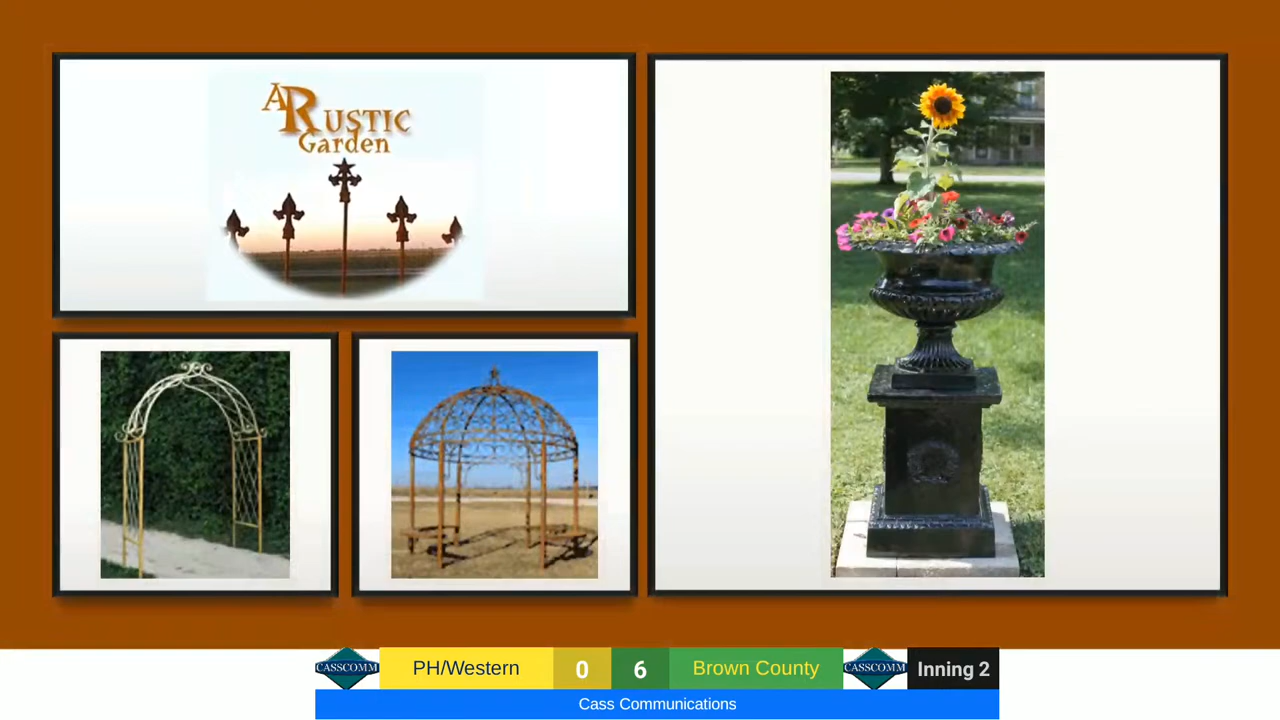 A RUSTIC
Garden
CASSCOMM PH/Western 0 6 Brown County CASSCOMM Inning 2
Cass Communications